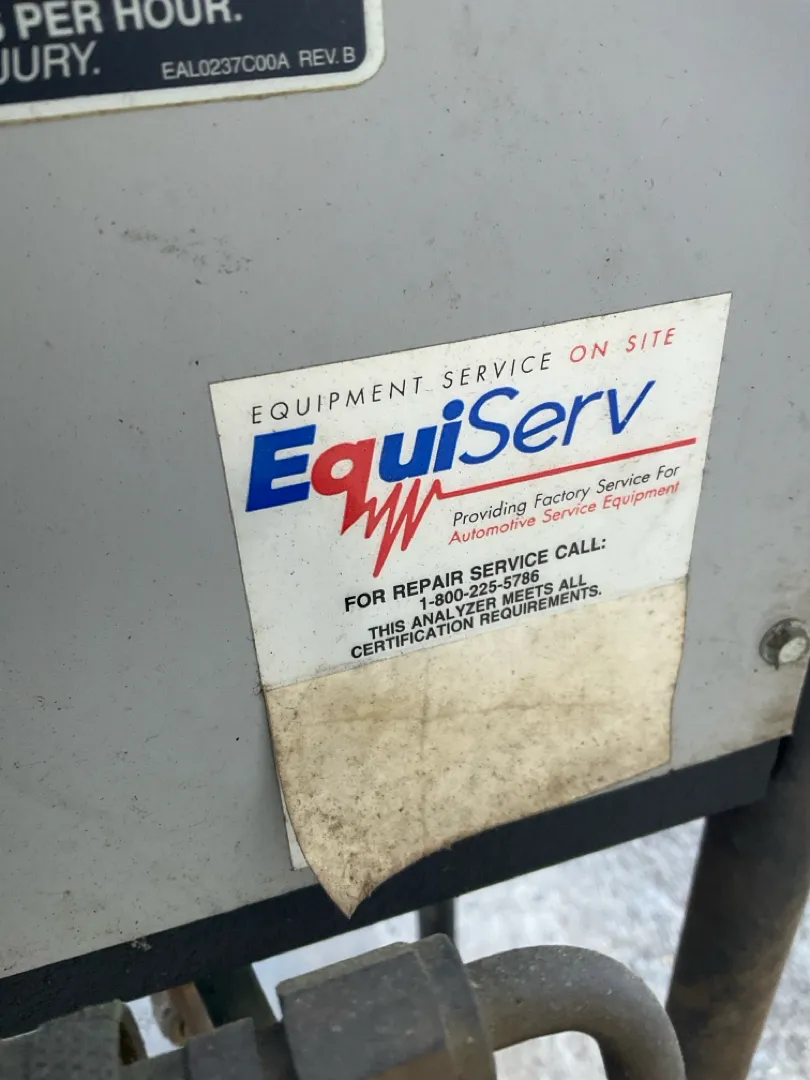 PER HOUR.
JURY.
EAL0237C00A REV. B
EQUIPMENT SERVICE ON SITE
EquiServ
Providing Factory Service For
Automotive Service Equipment
FOR REPAIR SERVICE CALL:
1-800-225-5786
THIS ANALYZER MEETS ALL
CERTIFICATION REQUIREMENTS.